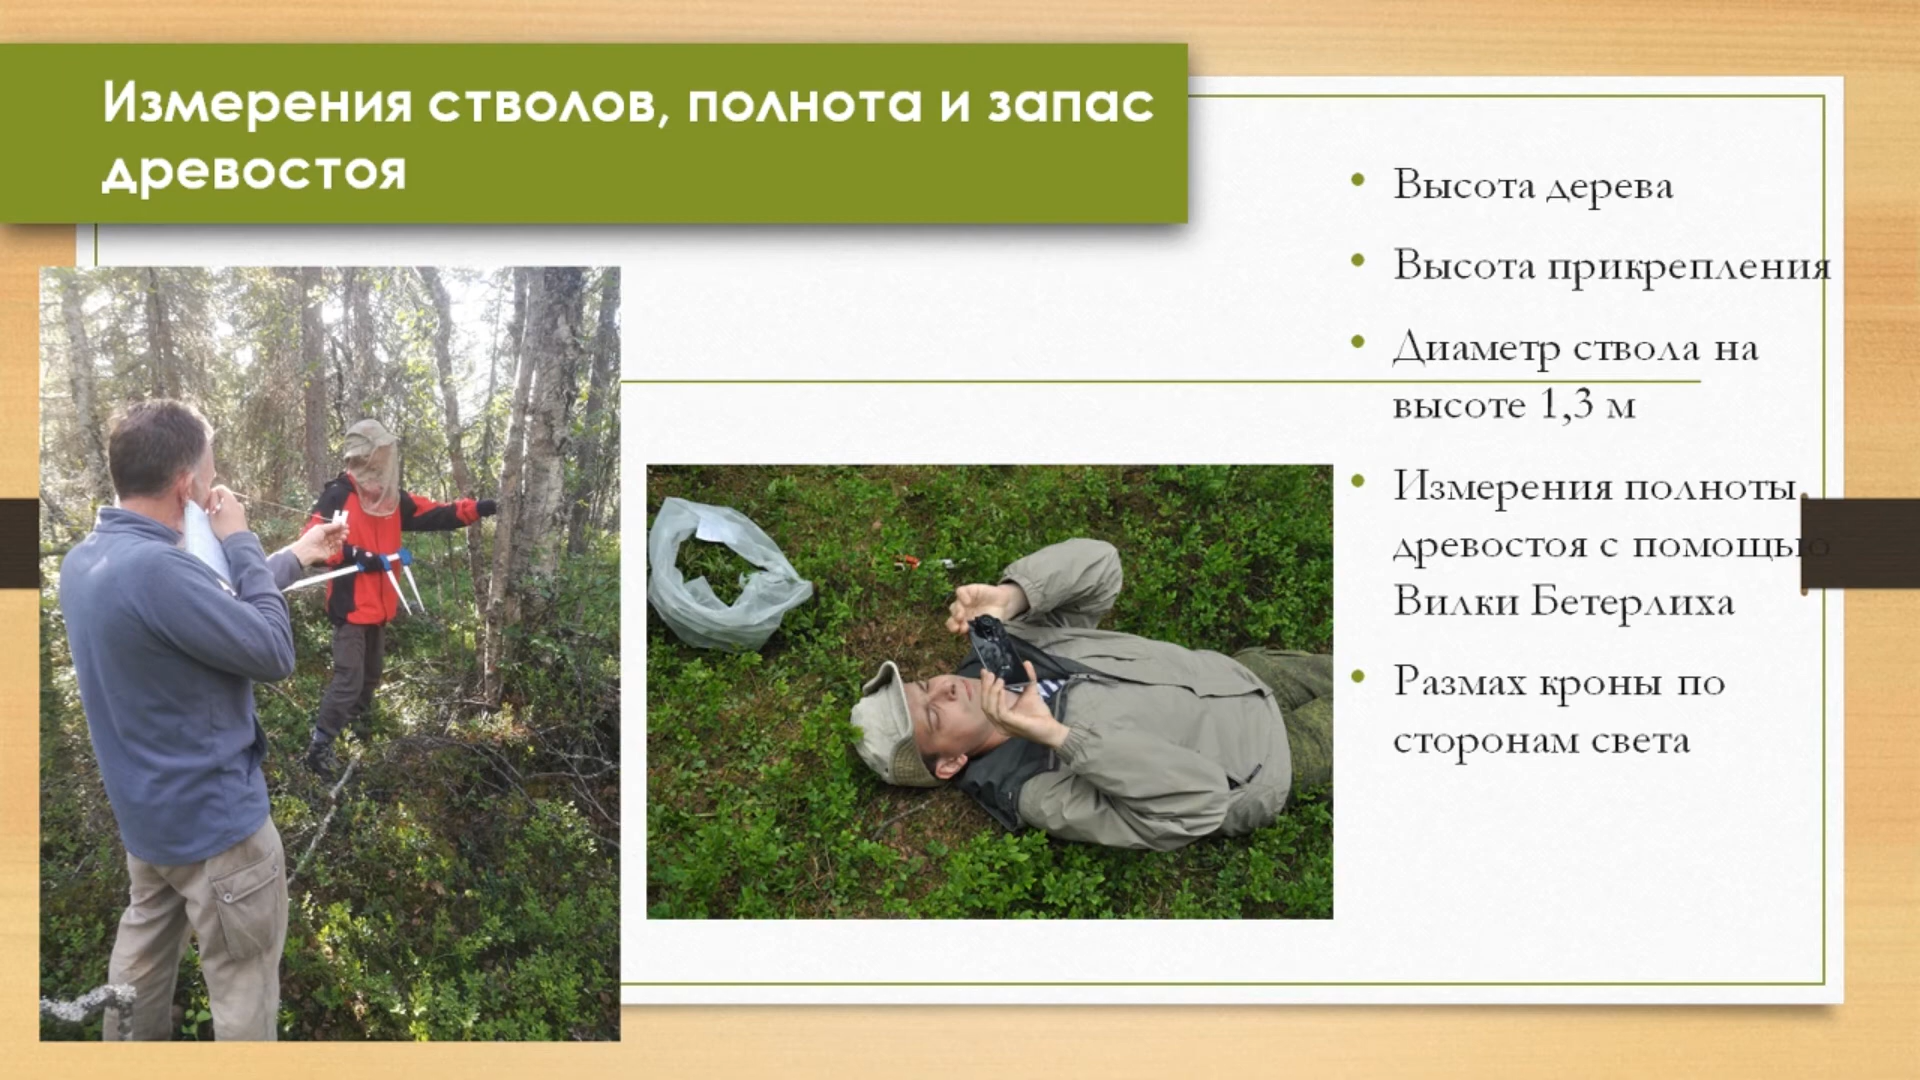 Измерения стволов, полнота и запас
древостоя
Высота дерева
Высота прикрепления
Диаметр ствола на
высоте 1,3 м
Измерения полноты
древостоя с помощью
Вилки Бетерлиха
Размах кроны по
сторонам света